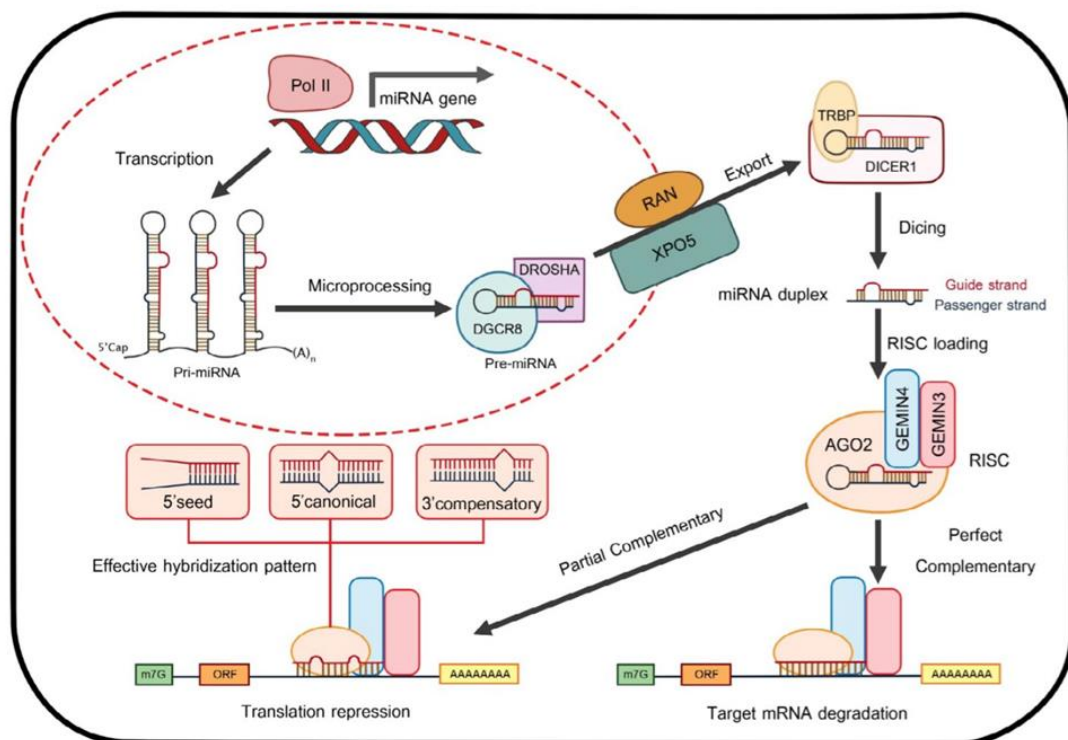 Pol II
miRNA gene
Transcription
5'Cap
(A)n
Pri-miRNA
Microprocessing
DROSHA
DGCR8
Pre-miRNA
RAN
XPO5
Export
TRBP
DICER1
Dicing
miRNA duplex
Guide strand
Passenger strand
RISC loading
GEMIN4
GEMIN3
AGO2
RISC
5'seed
5'canonical
3'compensatory
Effective hybridization pattern
Partial Complementary
Perfect
Complementary
m7G
ORF
AAAAAAAA
Translation repression
m7G
ORF
AAAAAAAA
Target mRNA degradation